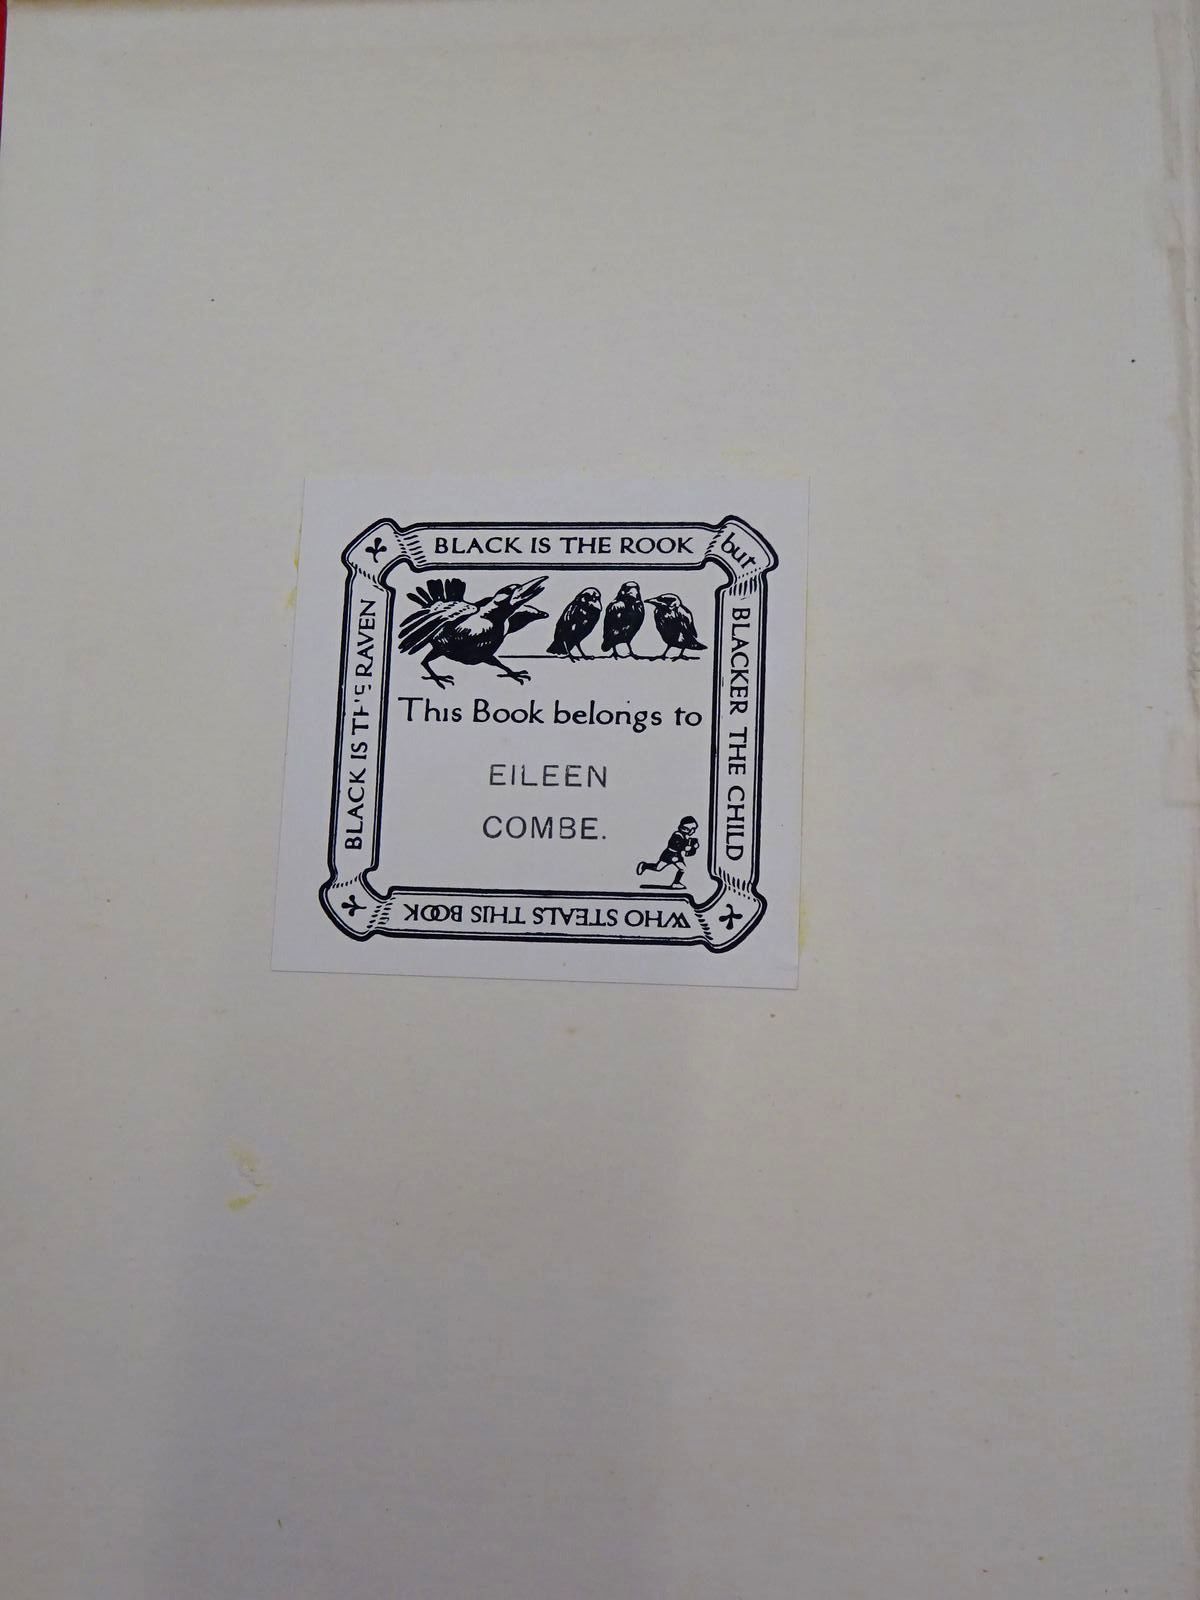 BLACK IS THE RAVEN
BLACK IS THE ROOK
but
BLACKER THE CHILD
WHO STEALS THIS BOOK
This Book belongs to
EILEEN
COMBE.